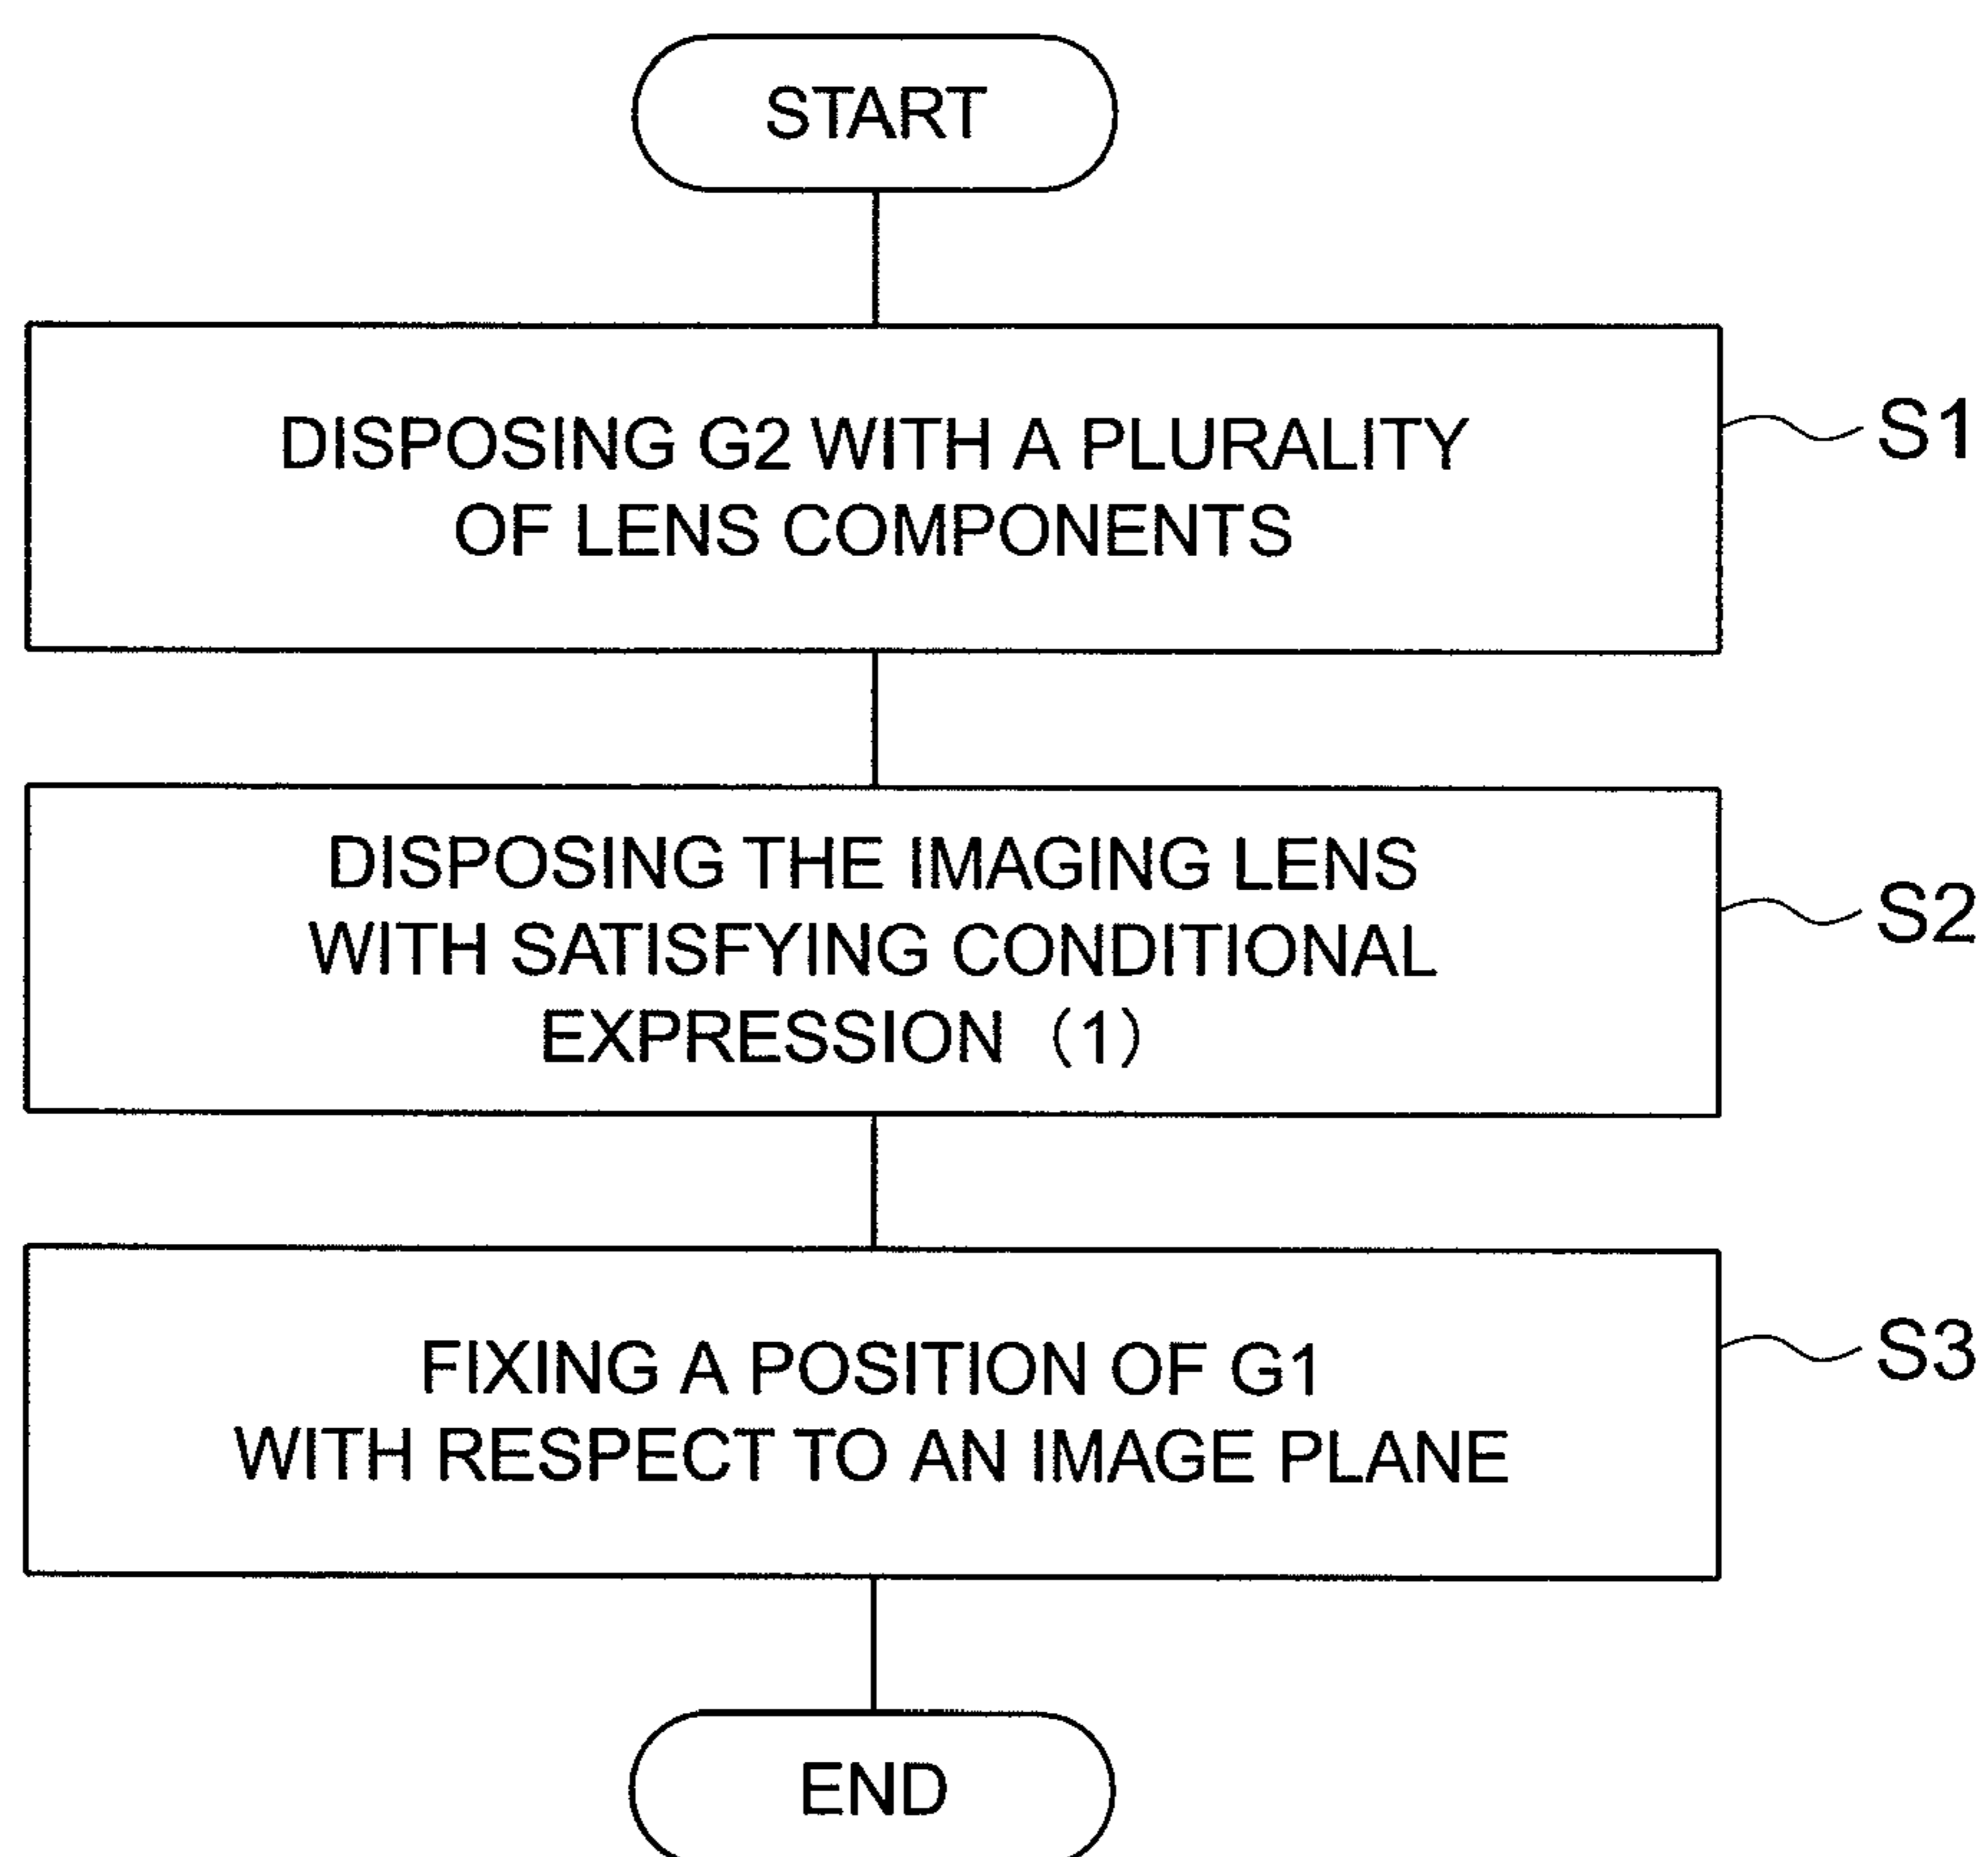 START
DISPOSING G2 WITH A PLURALITY
OF LENS COMPONENTS
S1
DISPOSING THE IMAGING LENS
WITH SATISFYING CONDITIONAL
EXPRESSION (1)
S2
FIXING A POSITION OF G1
WITH RESPECT TO AN IMAGE PLANE
S3
END